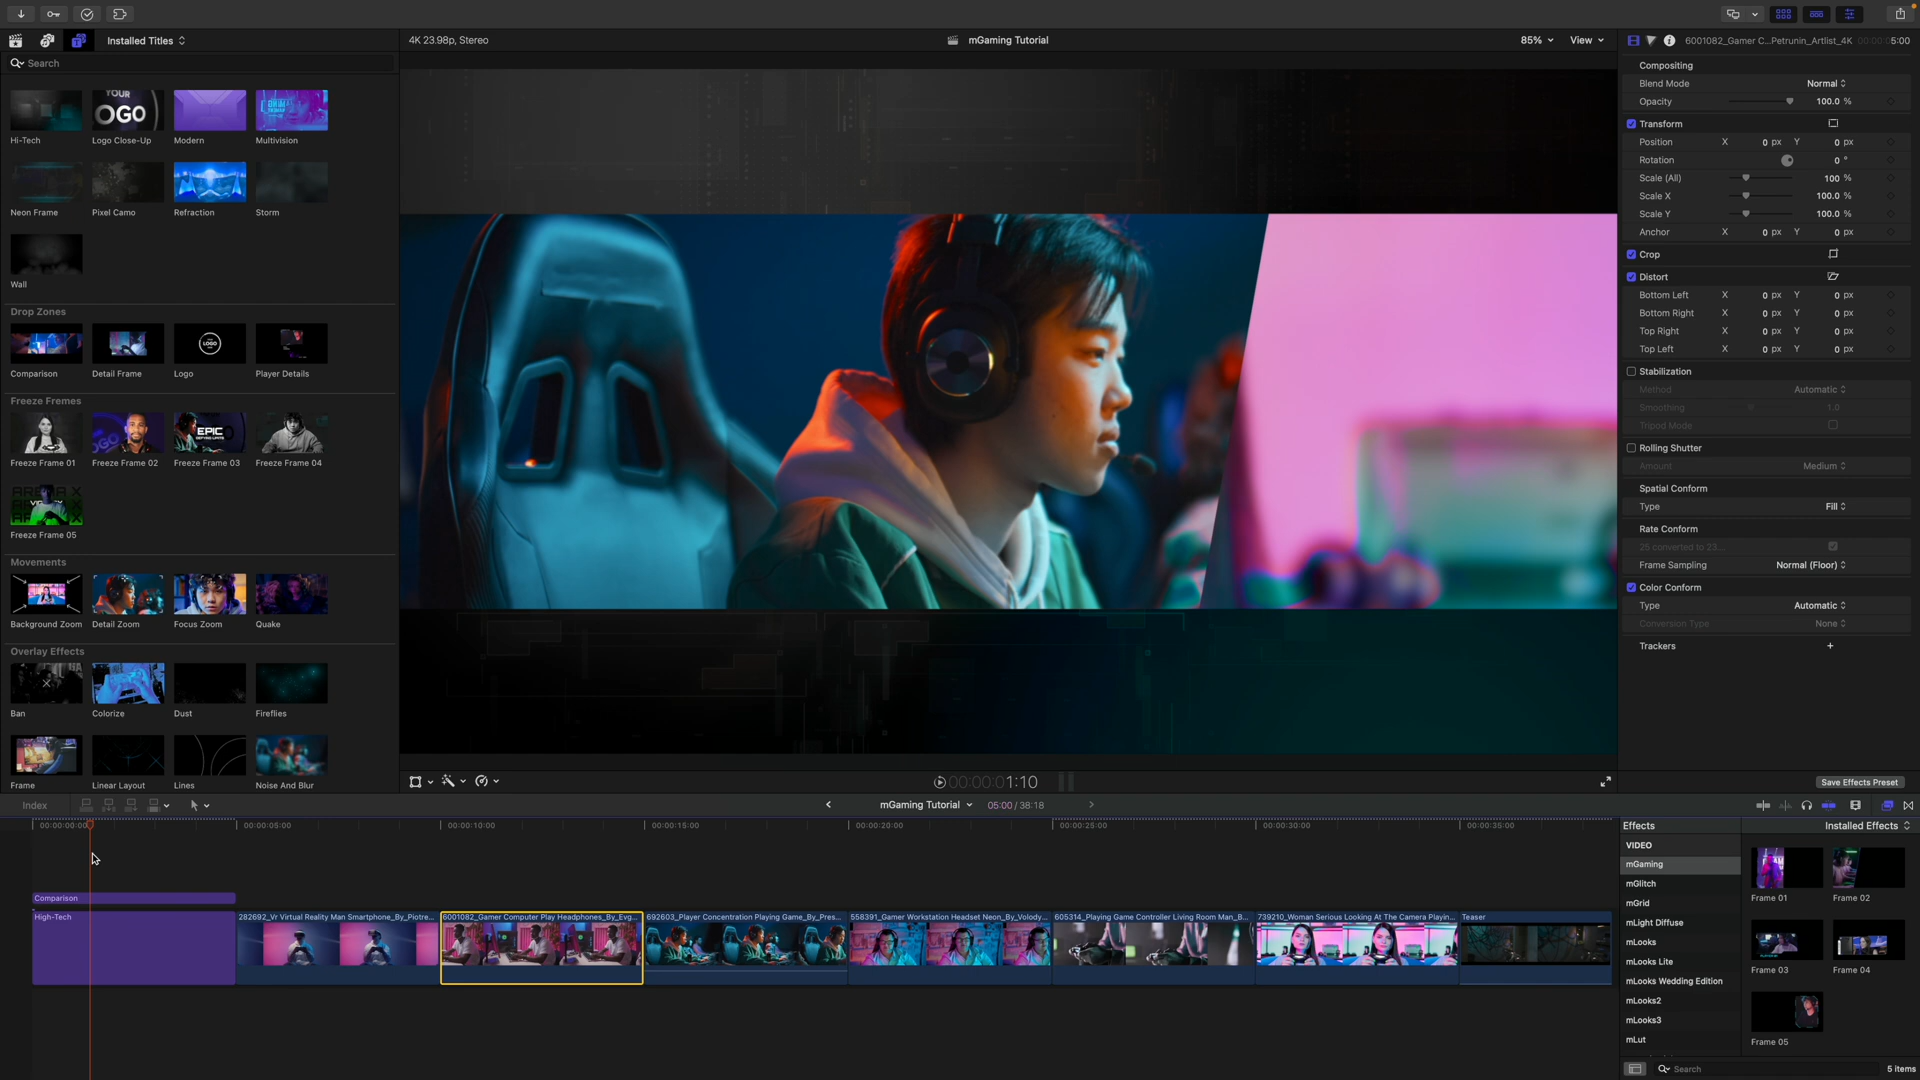 Installed Titles
4K 23.98p, Stereo
mGaming Tutorial
85%
View
6001082_Gamer C...Petrunin_Artlist_4K
5:00
Search
YOUR
OGO
Hi-Tech
Logo Close-Up
Modern
Multivision
Neon Frame
Pixel Camo
Refraction
Storm
Wall
Drop Zones
LOGO
Comparison
Detail Frame
Logo
Player Details
Freeze Fremes
EPIC
Freeze Frame 01
Freeze Frame 02
Freeze Frame 03
Freeze Frame 04
Freeze Frame 05
Movements
Background Zoom
Detail Zoom
Focus Zoom
Quake
Overlay Effects
Ban
Colorize
Dust
Fireflies
Frame
Linear Layout
Lines
Noise And Blur
Compositing
Blend Mode
Normal
Opacity
100.0 %
Transform
Position
X 0 px Y 0 px
Rotation
0 °
Scale (All)
100 %
Scale X
100.0 %
Scale Y
100.0 %
Anchor
X 0 px Y 0 px
Crop
Distort
Bottom Left
X 0 px Y 0 px
Bottom Right
X 0 px Y 0 px
Top Right
X 0 px Y 0 px
Top Left
X 0 px Y 0 px
Stabilization
Method
Automatic
Smoothing
1.0
Tripod Mode
Rolling Shutter
Amount
Medium
Spatial Conform
Type
Fill
Rate Conform
25 converted to 23...
Frame Sampling
Normal (Floor)
Color Conform
Type
Automatic
Conversion Type
None
Trackers
+
Save Effects Preset
00:00:01:10
Index
mGaming Tutorial
05:00 / 38:18
00:00:00:00
00:00:05:00
00:00:10:00
00:00:15:00
00:00:20:00
00:00:25:00
00:00:30:00
00:00:35:00
Comparison
High-Tech
282692_Vr Virtual Reality Man Smartphone_By_Piotre...
6001082_Gamer Computer Play Headphones_By_Evg...
692603_Player Concentration Playing Game_By_Pres...
558391_Gamer Workstation Headset Neon_By_Volody...
605314_Playing Game Controller Living Room Man_B...
739210_Woman Serious Looking At The Camera Playin...
Teaser
Effects
Installed Effects
VIDEO
mGaming
mGlitch
mGrid
mLight Diffuse
mLooks
mLooks Lite
mLooks Wedding Edition
mLooks2
mLooks3
mLut
Frame 01
Frame 02
Frame 03
Frame 04
Frame 05
Search
5 items